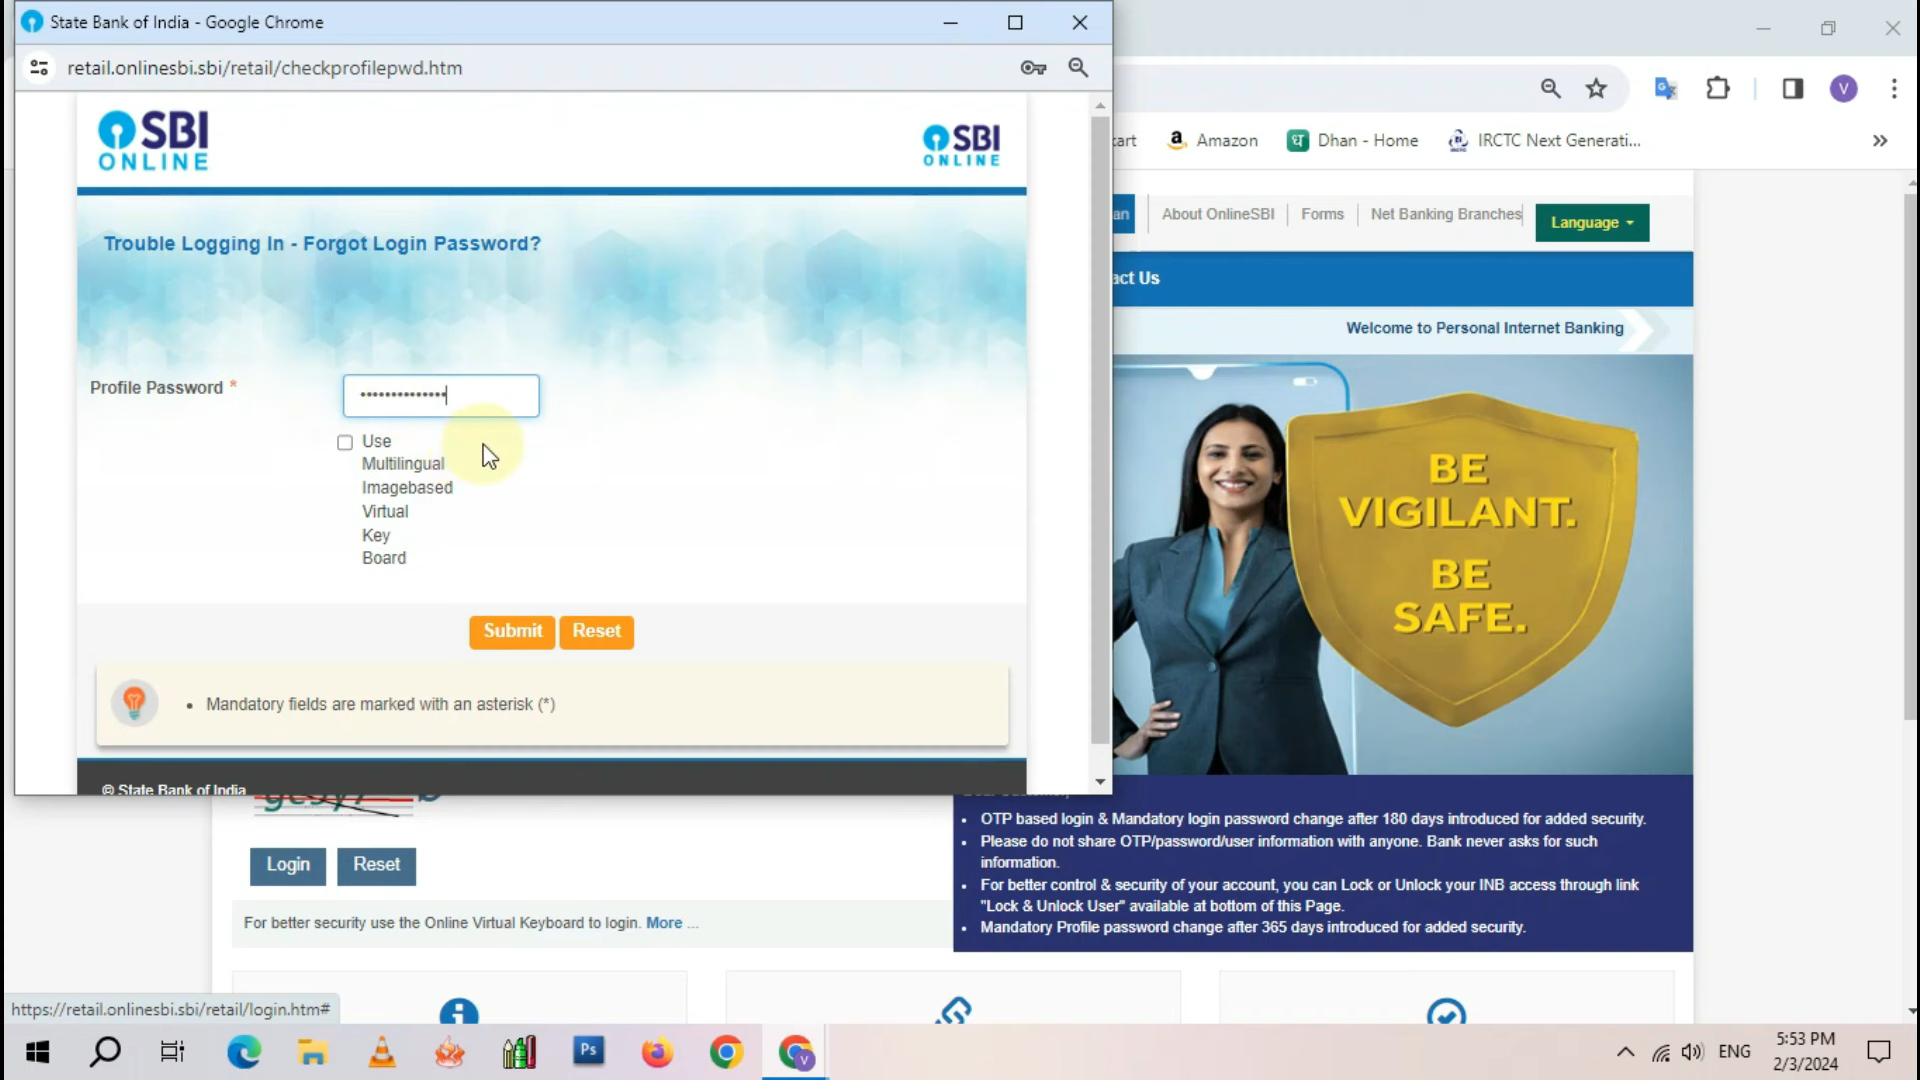 State Bank of India - Google Chrome
retail.onlinesbi.sbi/retail/checkprofilepwd.htm
V
Amazon
Dhan - Home
IRCTC Next Generati...
SBI
ONLINE
SBI
ONLINE
About OnlineSBI
Forms
Net Banking Branches
Language
Trouble Logging In - Forgot Login Password?
act Us
Welcome to Personal Internet Banking
Profile Password *
••••••••••••••
Use
Multilingual
Imagebased
Virtual
Key
Board
BE
VIGILANT.
BE
SAFE.
Submit
Reset
• Mandatory fields are marked with an asterisk (*)
© State Bank of India
• OTP based login & Mandatory login password change after 180 days introduced for added security.
• Please do not share OTP/password/user information with anyone. Bank never asks for such
information.
• For better control & security of your account, you can Lock or Unlock your INB access through link
"Lock & Unlock User" available at bottom of this Page.
• Mandatory Profile password change after 365 days introduced for added security.
Login
Reset
For better security use the Online Virtual Keyboard to login. More ...
https://retail.onlinesbi.sbi/retail/login.htm#
Ps
V
ENG
5:53 PM
2/3/2024